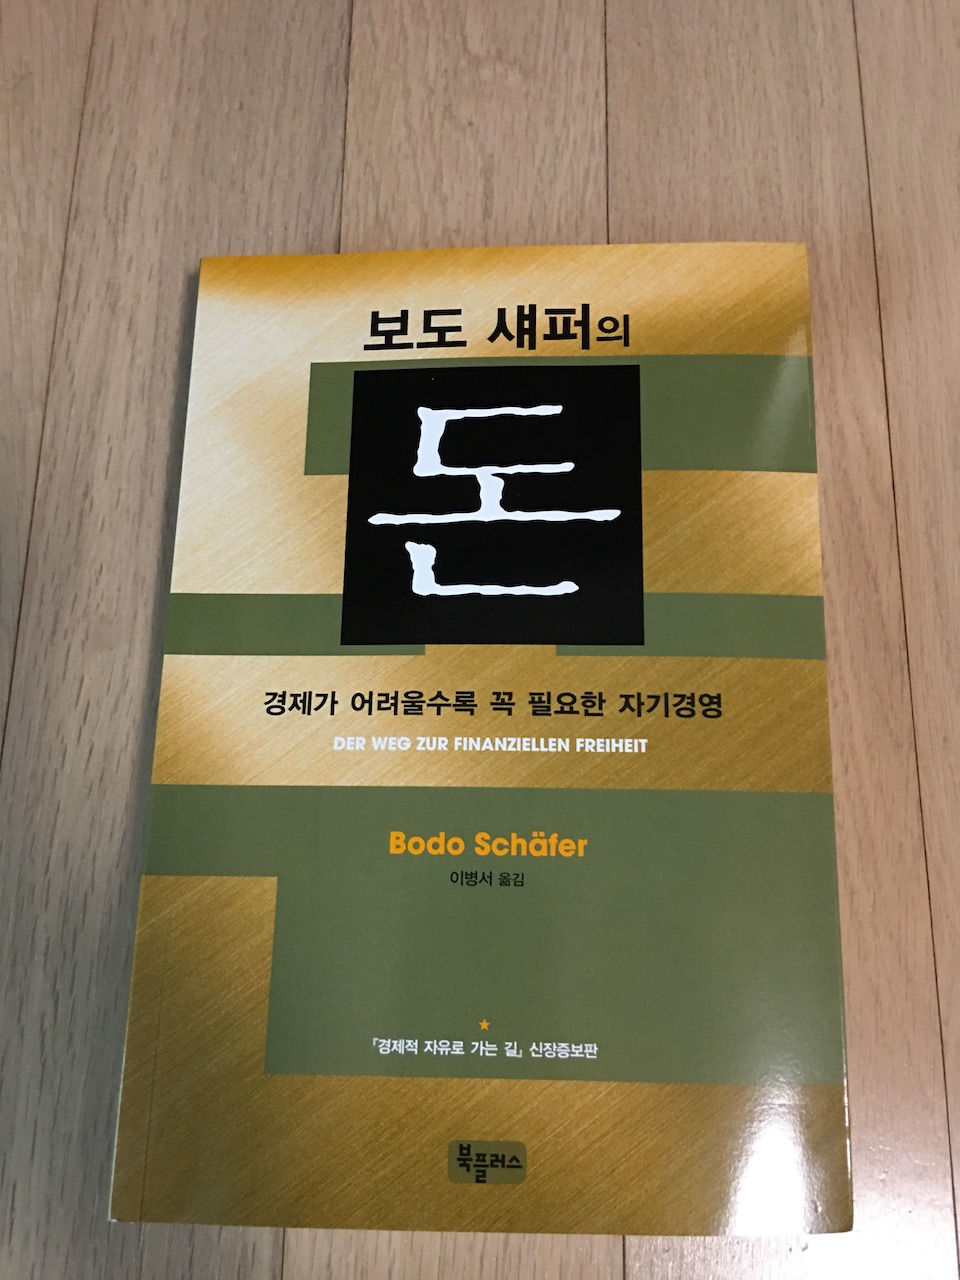 보도 섀퍼의
돈
경제가 어려울수록 꼭 필요한 자기경영
DER WEG ZUR FINANZIELLEN FREIHEIT
Bodo Schäfer
이병서 옮김
『경제적 자유로 가는 길』 신장증보판
북플러스